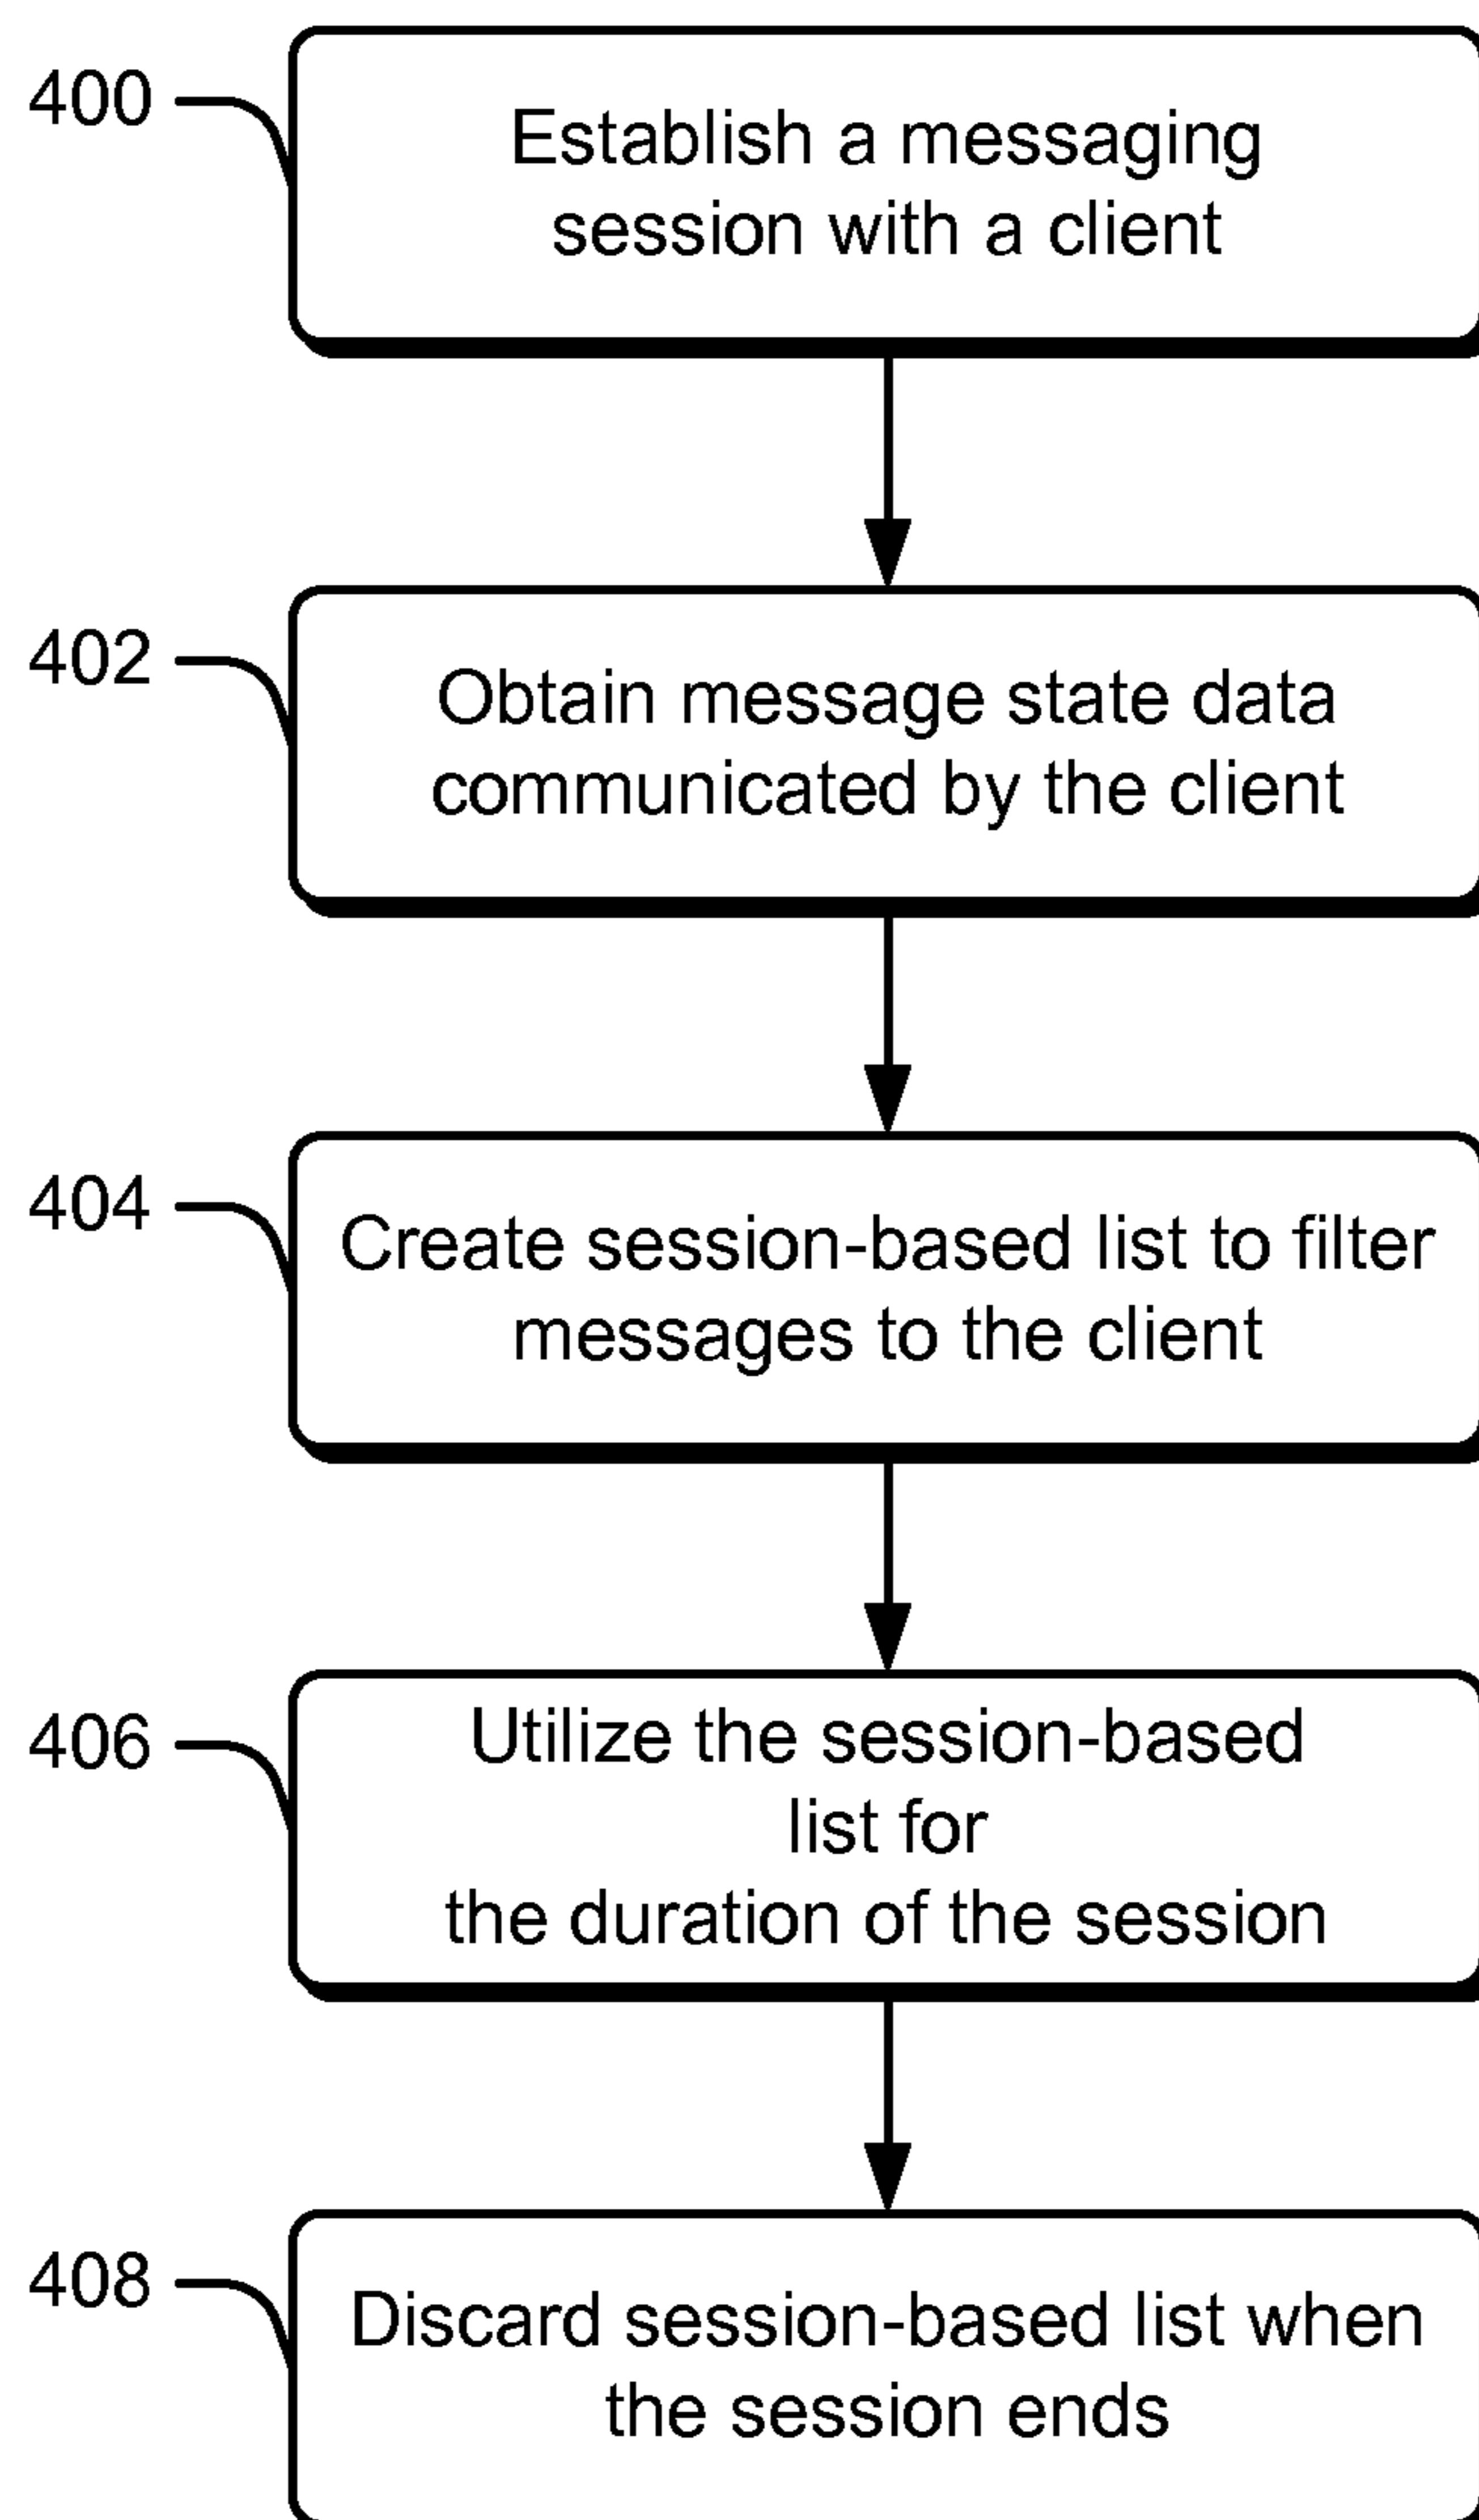 400
Establish a messaging
session with a client
402
Obtain message state data
communicated by the client
404
Create session-based list to filter
messages to the client
406
Utilize the session-based
list for
the duration of the session
408
Discard session-based list when
the session ends